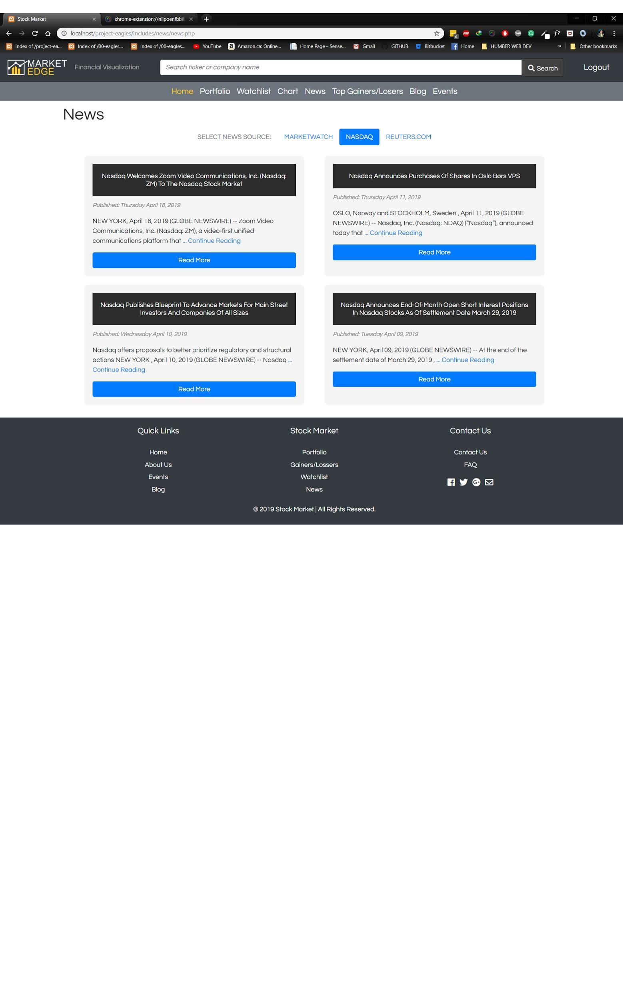 Stock Market
chrome-extension://nlipoenfbbik
localhost/project-eagles/includes/news/news.php
6
ABP
f?
Index of /project-ea...
Index of /00-eagles...
Index of /00-eagles...
YouTube
Amazon.ca: Online...
Home Page - Sense...
Gmail
GITHUB
Bitbucket
Home
HUMBER WEB DEV
»
Other bookmarks
MARKET
EDGE
Financial Visualization
Search ticker or company name
Search
Logout
Home Portfolio Watchlist Chart News Top Gainers/Losers Blog Events
News
SELECT NEWS SOURCE: MARKETWATCH NASDAQ REUTERS.COM
Nasdaq Welcomes Zoom Video Communications, Inc. (Nasdaq:
ZM) To The Nasdaq Stock Market
Published: Thursday April 18, 2019
NEW YORK, April 18, 2019 (GLOBE NEWSWIRE) -- Zoom Video
Communications, Inc. (Nasdaq: ZM), a video-first unified
communications platform that ... Continue Reading
Read More
Nasdaq Announces Purchases Of Shares In Oslo Børs VPS
Published: Thursday April 11, 2019
OSLO, Norway and STOCKHOLM, Sweden , April 11, 2019 (GLOBE
NEWSWIRE) -- Nasdaq, Inc. (Nasdaq: NDAQ) (“Nasdaq”), announced
today that ... Continue Reading
Read More
Nasdaq Publishes Blueprint To Advance Markets For Main Street
Investors And Companies Of All Sizes
Published: Wednesday April 10, 2019
Nasdaq offers proposals to better prioritize regulatory and structural
actions NEW YORK , April 10, 2019 (GLOBE NEWSWIRE) -- Nasdaq ...
Continue Reading
Read More
Nasdaq Announces End-Of-Month Open Short Interest Positions
In Nasdaq Stocks As Of Settlement Date March 29, 2019
Published: Tuesday April 09, 2019
NEW YORK, April 09, 2019 (GLOBE NEWSWIRE) -- At the end of the
settlement date of March 29, 2019 , ... Continue Reading
Read More
Quick Links
Home
About Us
Events
Blog
Stock Market
Portfolio
Gainers/Lossers
Watchlist
News
Contact Us
Contact Us
FAQ
© 2019 Stock Market | All Rights Reserved.